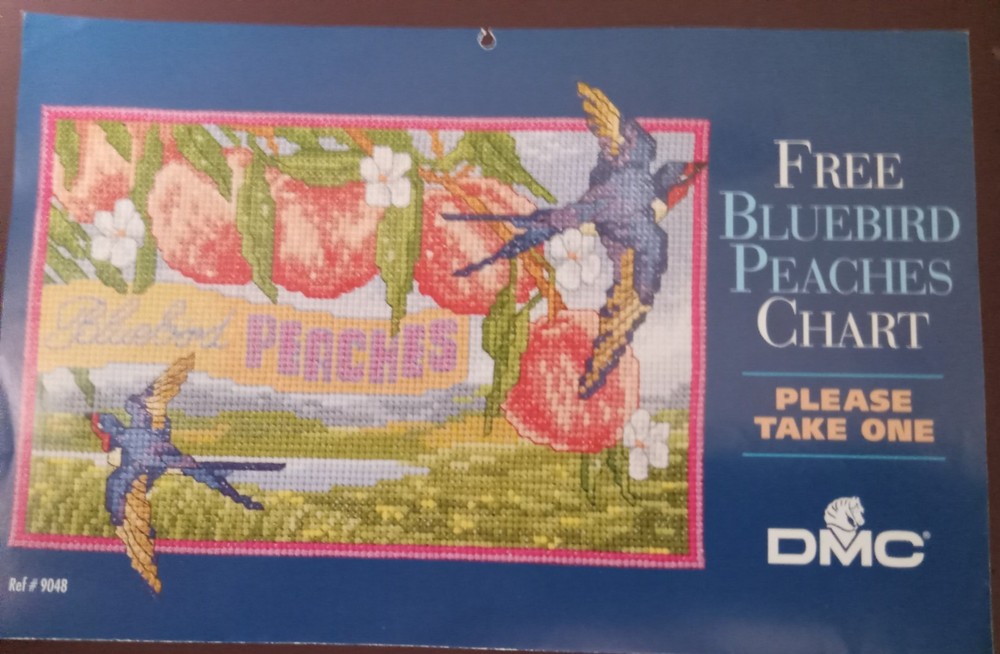 Bluebird PEACHES
FREE
BLUEBIRD
PEACHES
CHART
PLEASE
TAKE ONE
DMC®
Ref # 9048